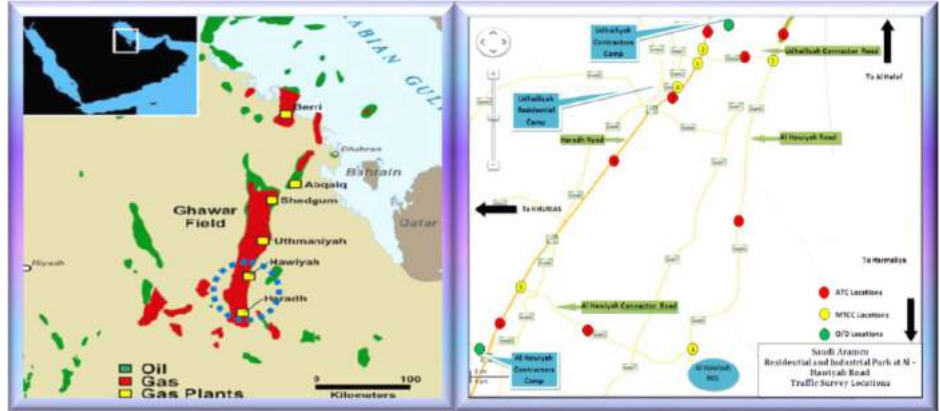 ARABIAN GULF
Berri
Dhahran
Bahrain
Abqaiq
Shedgum
Ghawar
Field
Qatar
Uthmaniyah
Riyadh
Hawiyah
Haradh
Oil
Gas
Gas Plants
0
100
Kilometers
Udhailiyah
Contractors
Camp
Udhailiyah Connector Road
To Al Hofof
Udhailiyah
Residential
Camp
Haradh Road
Al Hawiyah Road
To KHURIAS
To Harmaliya
ATC Locations
Al Hawiyah Connector Road
MTCC Locations
O/D Locations
Al Hawiyah
Contractors
Camp
Al Hawiyah
NGL
Saudi Aramco
Residential and Industrial Park at Al -
Hawiyah Road
Traffic Survey Locations